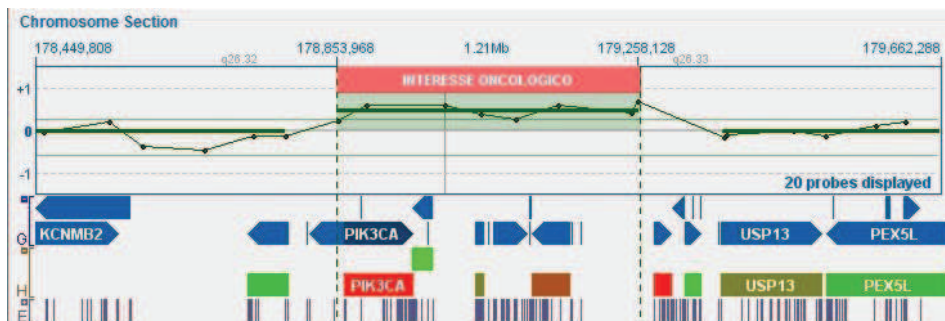 Chromosome Section
178,449,808 178,853,968 1.21Mb 179,258,128 179,662,288
q26.32 q26.33
INTERESSE ONCOLOGICO
+1
0
-1
20 probes displayed
G KCNMB2 PIK3CA USP13 PEX5L
H PIK3CA USP13 PEX5L